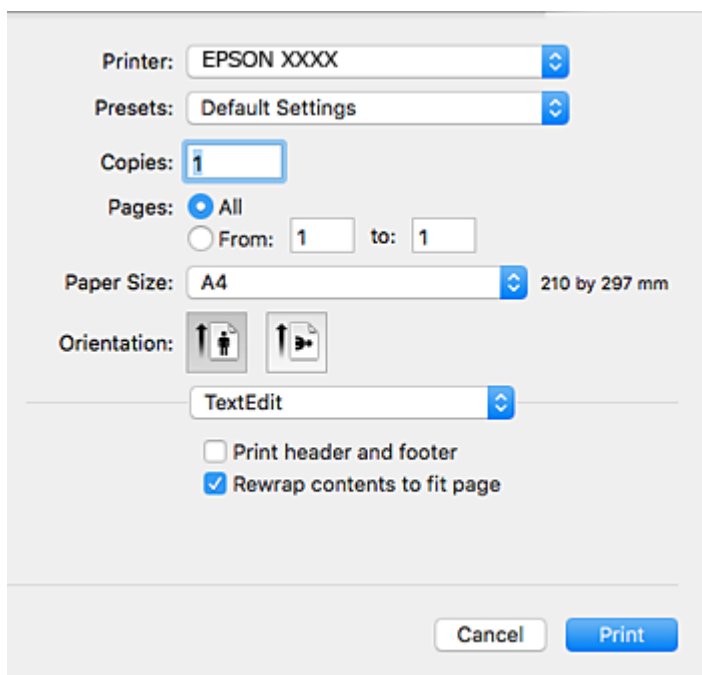 Printer: EPSON XXXX
Presets: Default Settings
Copies: 1
Pages: All
From: 1 to: 1
Paper Size: A4 210 by 297 mm
Orientation:
TextEdit
Print header and footer
Rewrap contents to fit page
Cancel Print